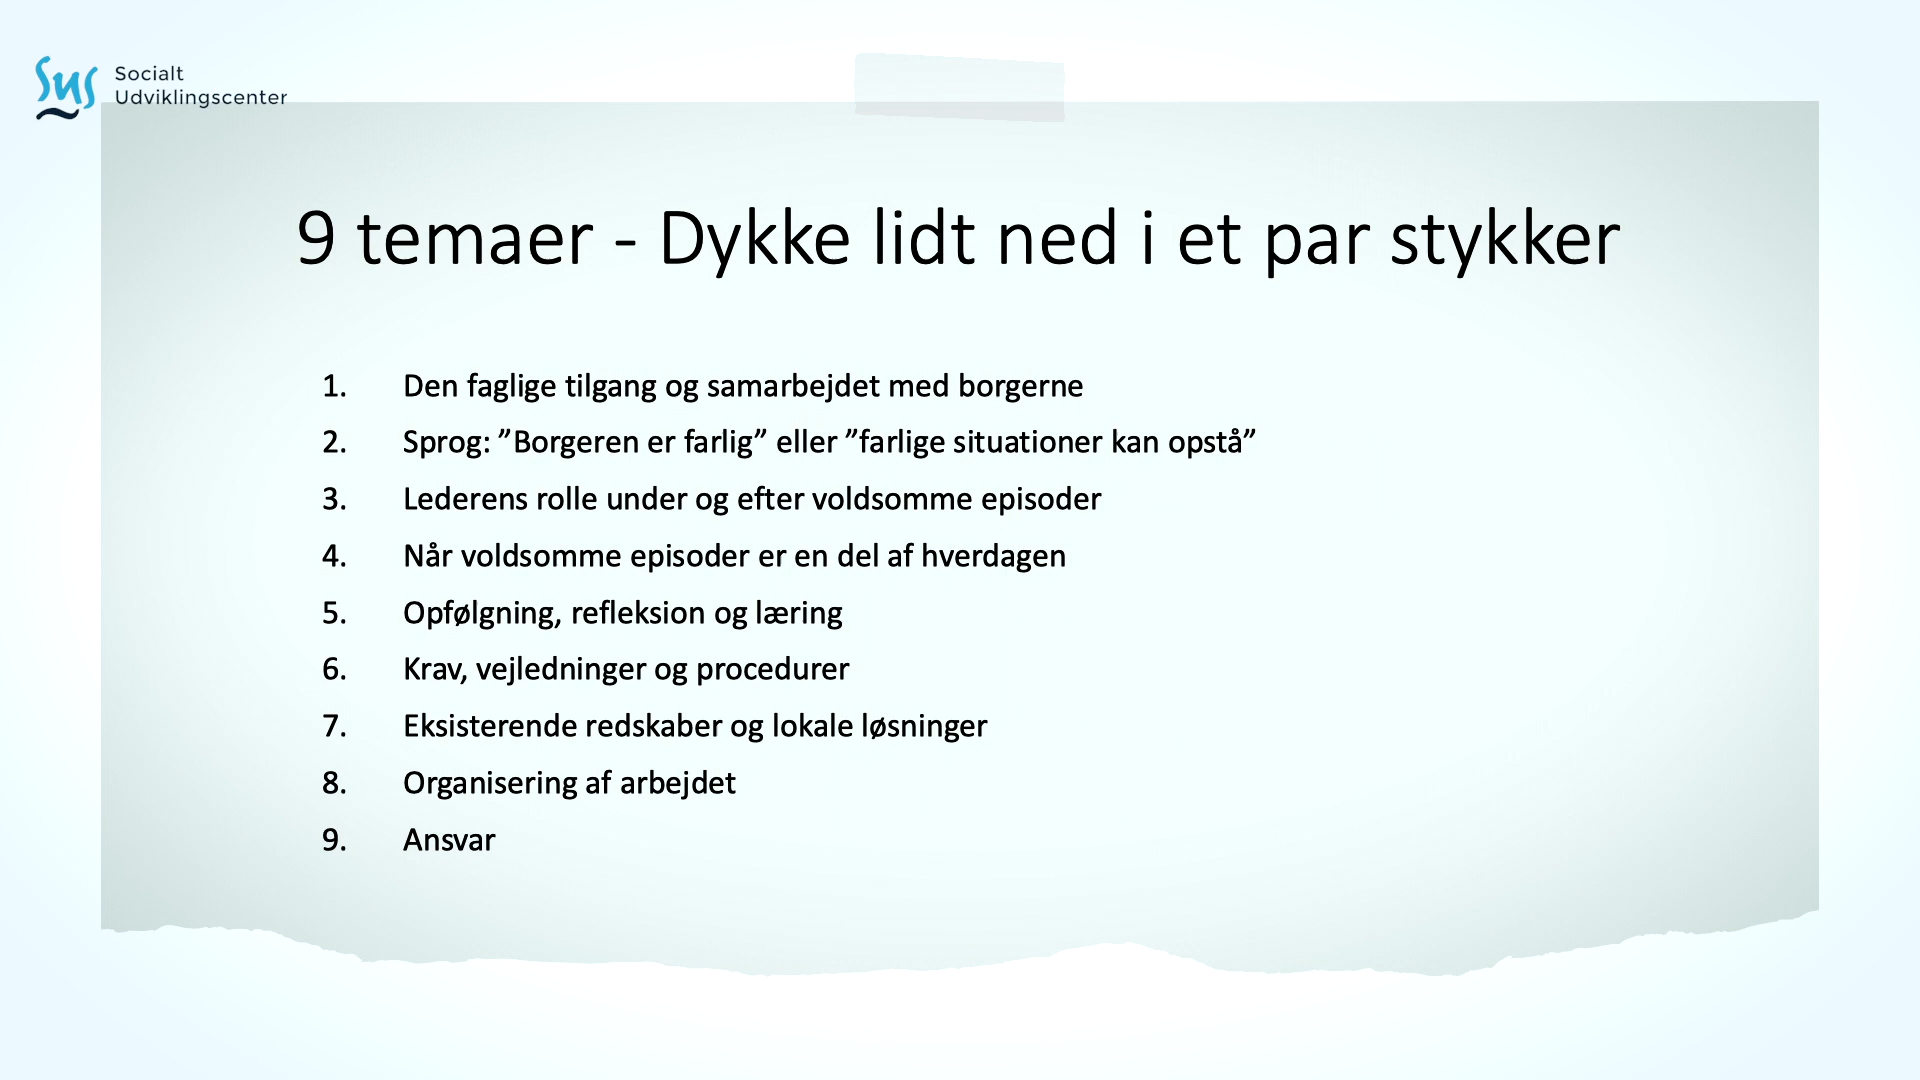 SUS
Socialt
Udviklingscenter
9 temaer - Dykke lidt ned i et par stykker
1. Den faglige tilgang og samarbejdet med borgerne
2. Sprog: ”Borgeren er farlig” eller ”farlige situationer kan opstå”
3. Lederens rolle under og efter voldsomme episoder
4. Når voldsomme episoder er en del af hverdagen
5. Opfølgning, refleksion og læring
6. Krav, vejledninger og procedurer
7. Eksisterende redskaber og lokale løsninger
8. Organisering af arbejdet
9. Ansvar